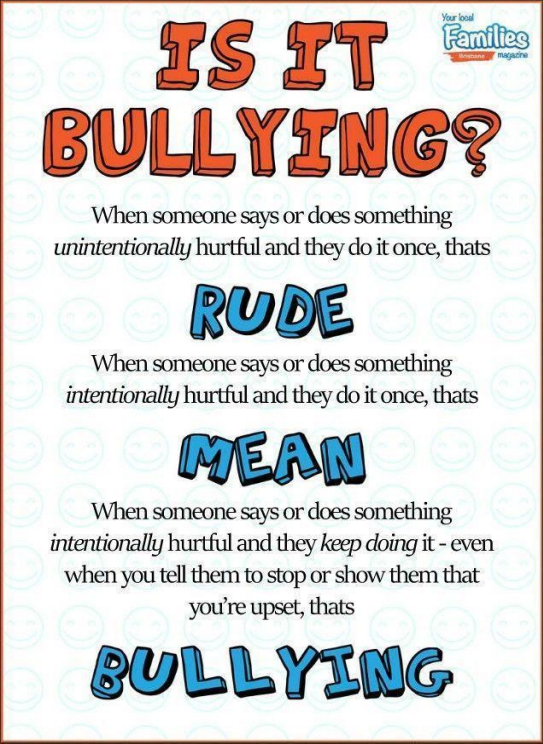 Your local
Families
magazine
IS IT
BULLYING?
When someone says or does something
unintentionally hurtful and they do it once, thats
RUDE
When someone says or does something
intentionally hurtful and they do it once, thats
MEAN
When someone says or does something
intentionally hurtful and they keep doing it - even
when you tell them to stop or show them that
you're upset, thats
BULLYING